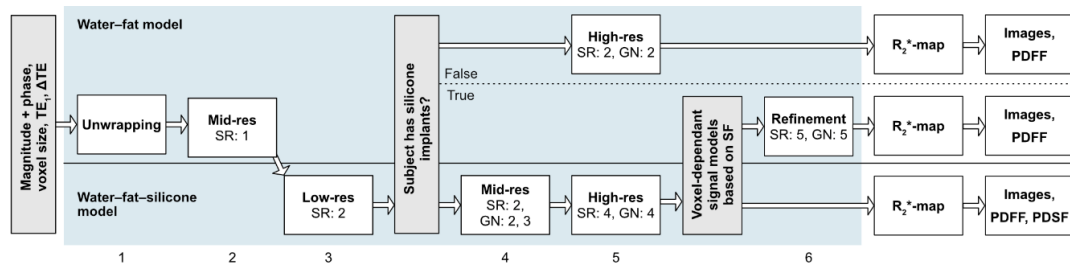 Magnitude + phase,
voxel size, TE₁, ΔTE
Water–fat model
Unwrapping
Mid-res
SR: 1
Water–fat–silicone
model
Low-res
SR: 2
Subject has silicone
implants?
High-res
SR: 2, GN: 2
False
True
Mid-res
SR: 2,
GN: 2, 3
High-res
SR: 4, GN: 4
Voxel-dependant
signal models
based on SF
Refinement
SR: 5, GN: 5
R₂*-map
Images,
PDFF
R₂*-map
Images,
PDFF
R₂*-map
Images,
PDFF, PDSF
1 2 3 4 5 6